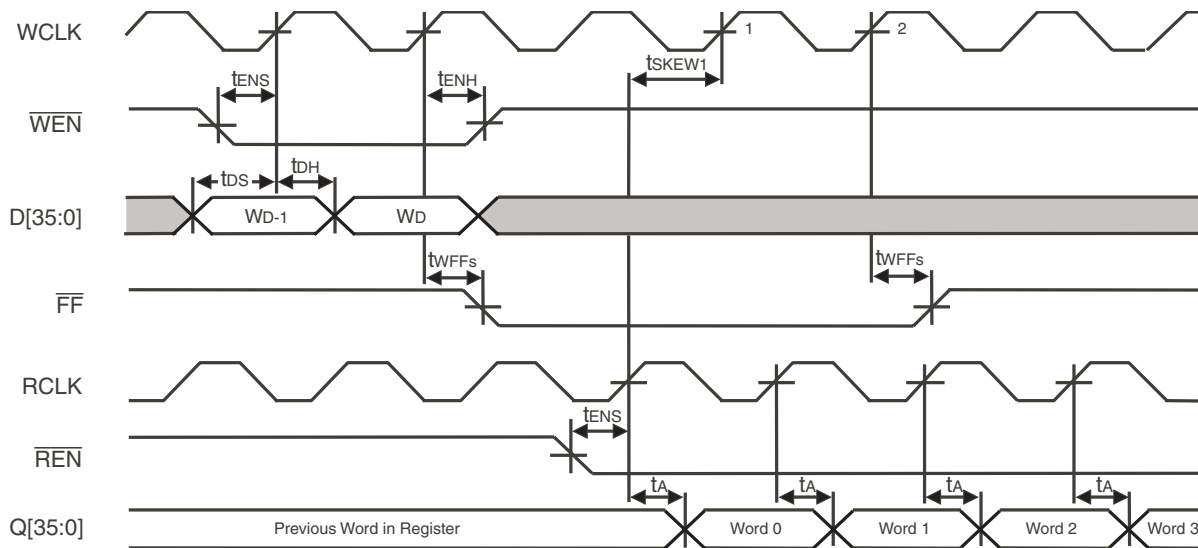 WCLK 1 2
tSKEW1
tENS tENH
WEN
tDS tDH
D[35:0] WD-1 WD
tWFFs tWFFs
FF
RCLK
tENS
REN
tA tA tA tA
Q[35:0] Previous Word in Register Word 0 Word 1 Word 2 Word 3